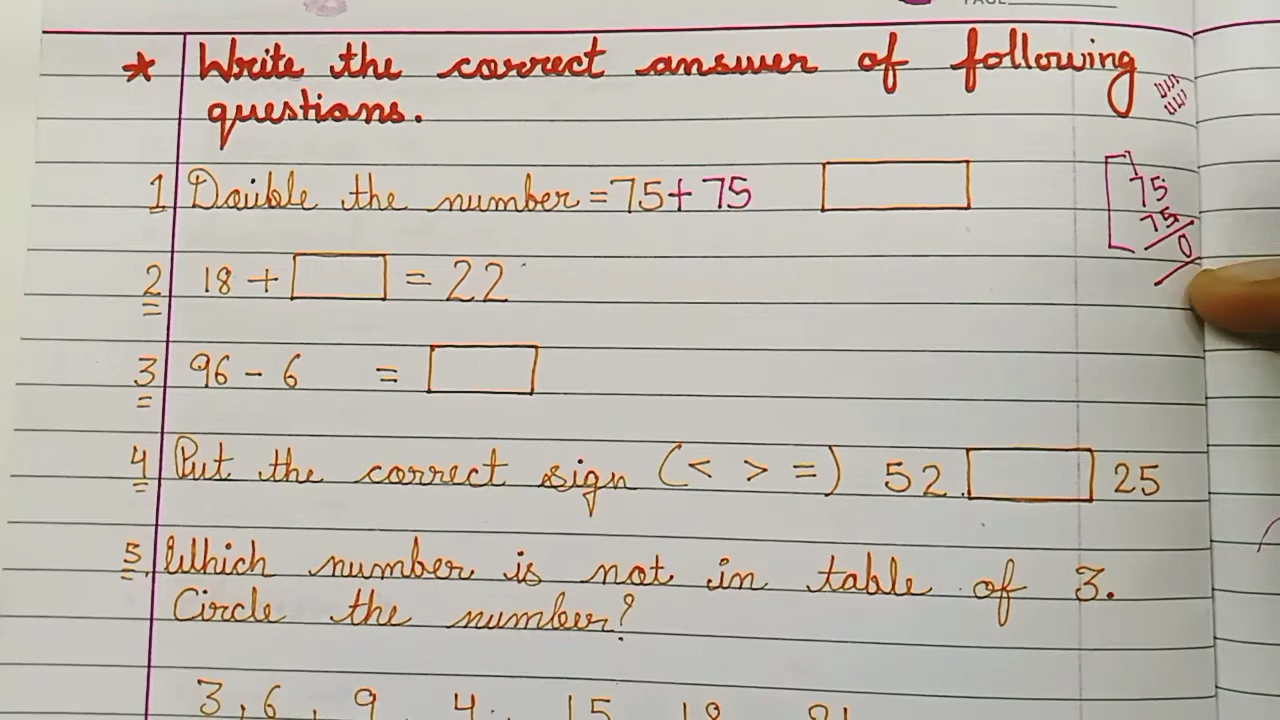 PAGE
* Write the correct answer of following
questions.
1 Double the number = 75 + 75
1
75
75
0
2 18 + = 22
3 96 - 6 =
4 Put the correct sign (< > =) 52 25
5. Which number is not in table of 3.
Circle the number?
3, 6, 9, 4, 15